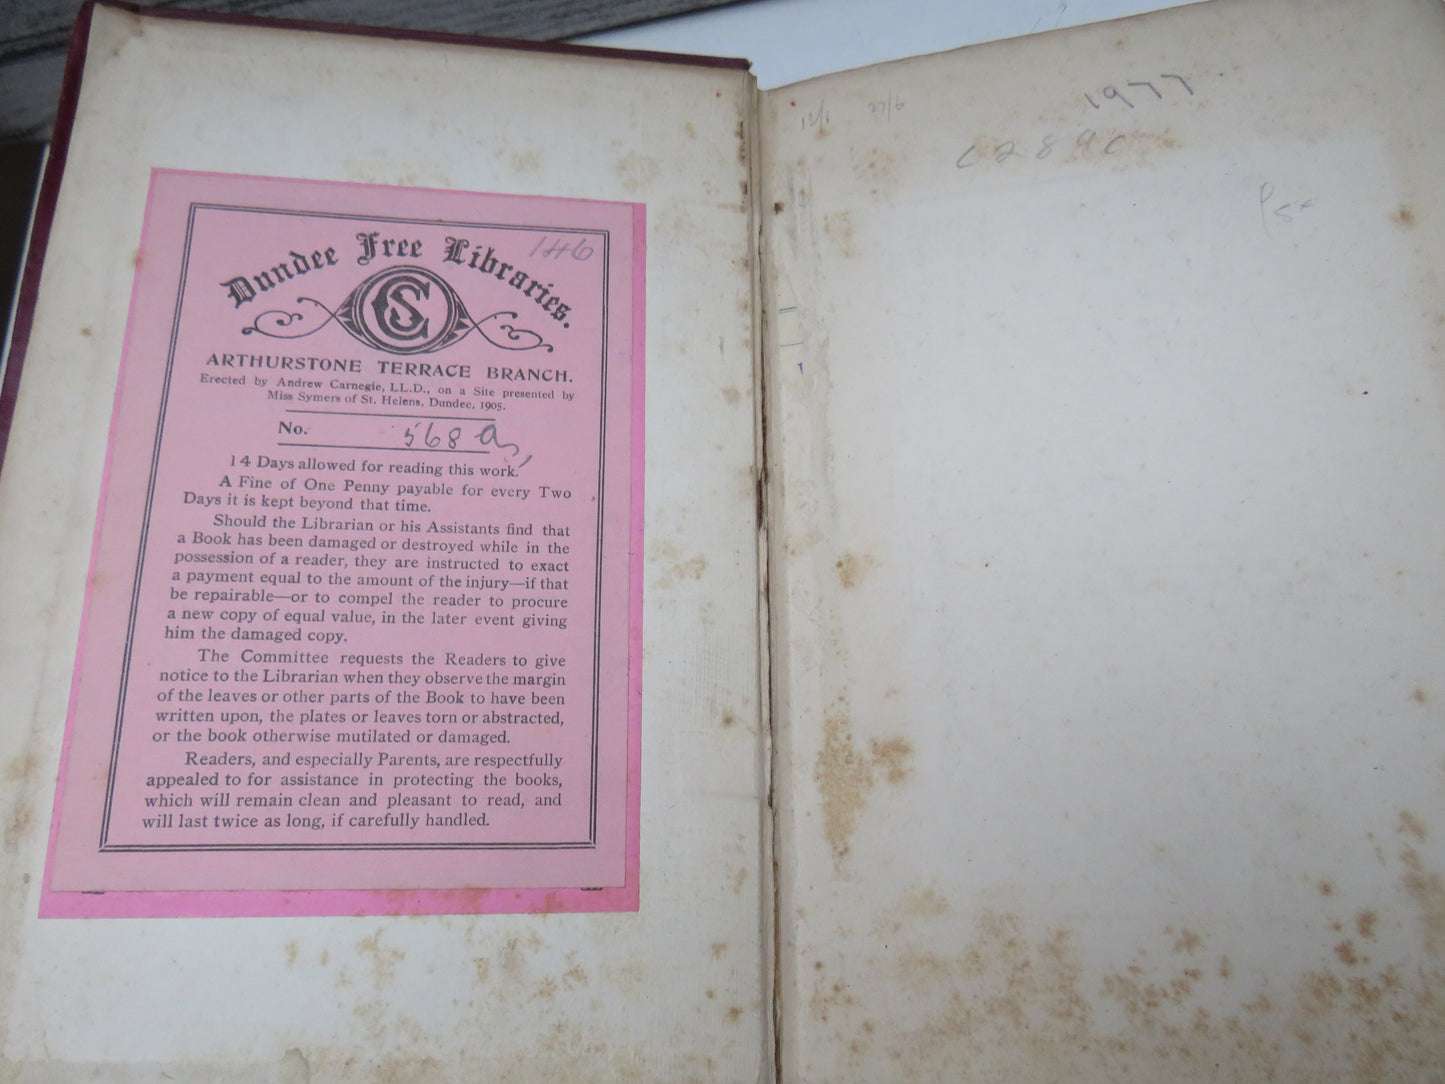 Dundee Free Libraries.
146
CS
ARTHURSTONE TERRACE BRANCH.
Erected by Andrew Carnegie, LL.D., on a Site presented by
Miss Symers of St. Helens, Dundee, 1905.
No. 568
14 Days allowed for reading this work.
A Fine of One Penny payable for every Two
Days it is kept beyond that time.
Should the Librarian or his Assistants find that
a Book has been damaged or destroyed while in the
possession of a reader, they are instructed to exact
a payment equal to the amount of the injury—if that
be repairable—or to compel the reader to procure
a new copy of equal value, in the later event giving
him the damaged copy.
The Committee requests the Readers to give
notice to the Librarian when they observe the margin
of the leaves or other parts of the Book to have been
written upon, the plates or leaves torn or abstracted,
or the book otherwise mutilated or damaged.
Readers, and especially Parents, are respectfully
appealed to for assistance in protecting the books,
which will remain clean and pleasant to read, and
will last twice as long, if carefully handled.
27/6
1977